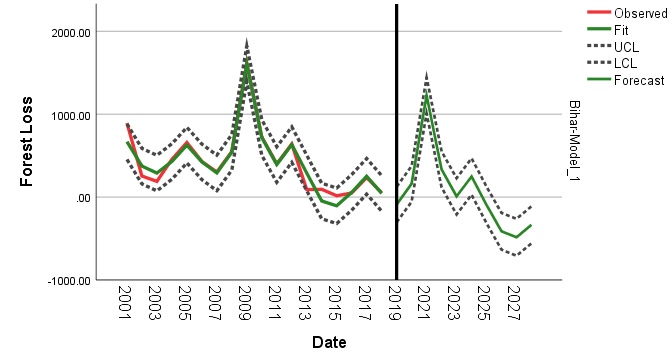 2000.00
1000.00
.00
-1000.00
Forest Loss
2001
2003
2005
2007
2009
2011
2013
2015
2017
2019
2021
2023
2025
2027
Date
Bihar-Model_1
Observed
Fit
UCL
LCL
Forecast